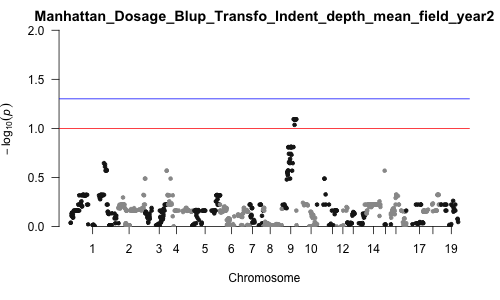 Manhattan_Dosage_Blup_Transfo_Indent_depth_mean_field_year2
2.0
1.5
1.0
0.5
0.0
− log10(p)
1 2 3 4 5 6 7 8 9 10 12 14 17 19
Chromosome